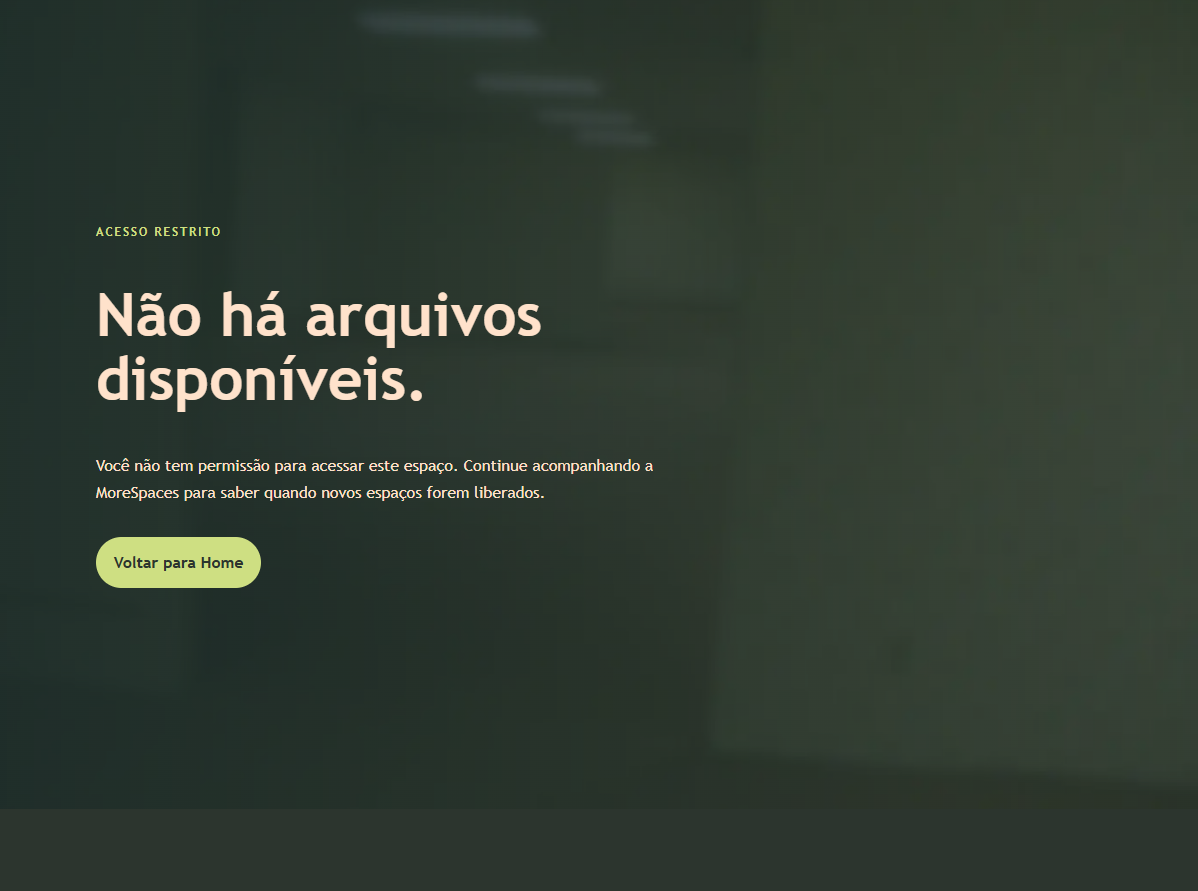 ACESSO RESTRITO
Não há arquivos
disponíveis.
Você não tem permissão para acessar este espaço. Continue acompanhando a
MoreSpaces para saber quando novos espaços forem liberados.
Voltar para Home